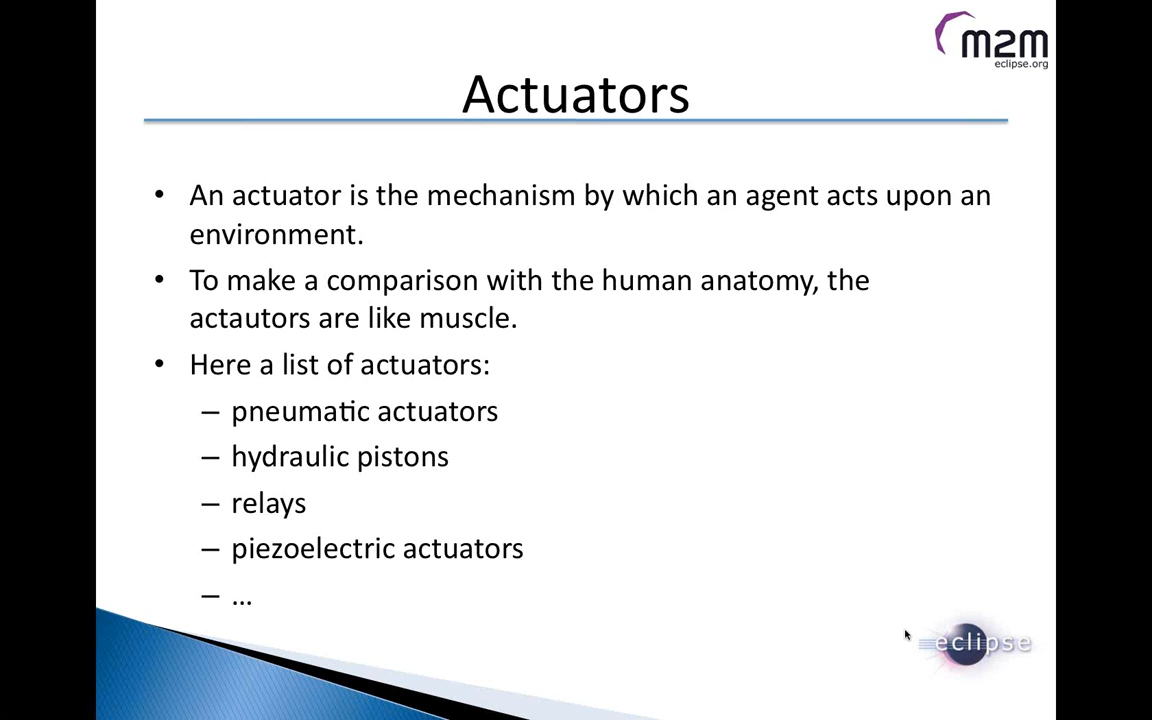 m2m
eclipse.org
Actuators
• An actuator is the mechanism by which an agent acts upon an
environment.
• To make a comparison with the human anatomy, the
actautors are like muscle.
• Here a list of actuators:
– pneumatic actuators
– hydraulic pistons
– relays
– piezoelectric actuators
– ...
eclipse